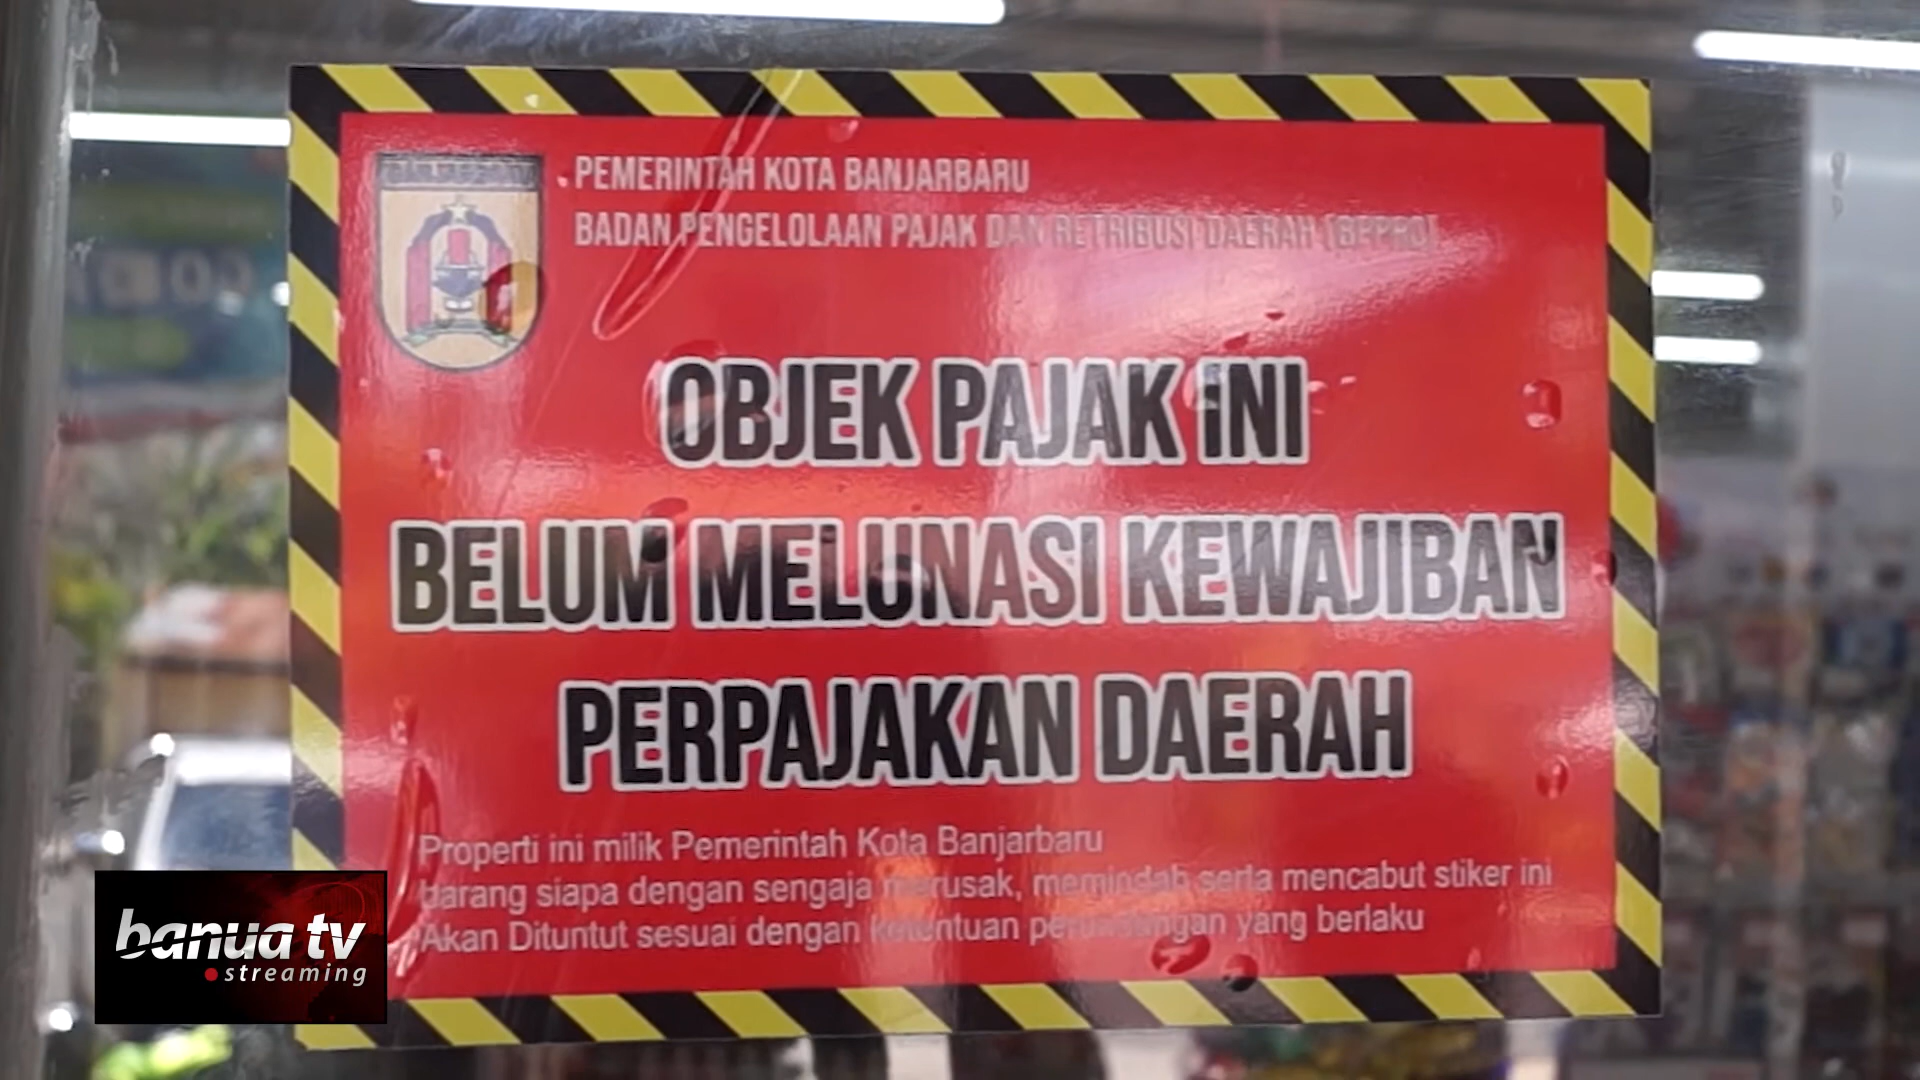 PEMERINTAH KOTA BANJARBARU
BADAN PENGELOLAAN PAJAK DAN RETRIBUSI DAERAH (BPPRD)
OBJEK PAJAK INI
BELUM MELUNASI KEWAJIBAN
PERPAJAKAN DAERAH
Properti ini milik Pemerintah Kota Banjarbaru
barang siapa dengan sengaja merusak, memindah serta mencabut stiker ini
Akan Dituntut sesuai dengan ketentuan perundangan yang berlaku
banua tv
streaming